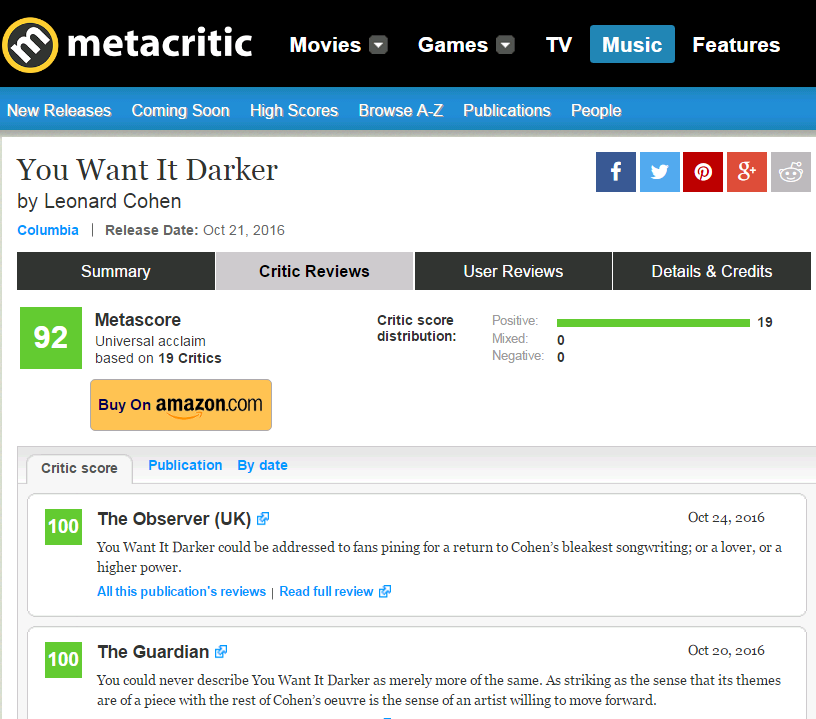 metacritic Movies Games TV Music Features
New Releases Coming Soon High Scores Browse A-Z Publications People
You Want It Darker
by Leonard Cohen
Columbia | Release Date: Oct 21, 2016
Summary Critic Reviews User Reviews Details & Credits
92
Metascore
Universal acclaim
based on 19 Critics
Critic score
distribution:
Positive: 19
Mixed: 0
Negative: 0
Buy On amazon.com
Critic score Publication By date
100 The Observer (UK) Oct 24, 2016
You Want It Darker could be addressed to fans pining for a return to Cohen’s bleakest songwriting; or a lover, or a
higher power.
All this publication's reviews | Read full review
100 The Guardian Oct 20, 2016
You could never describe You Want It Darker as merely more of the same. As striking as the sense that its themes
are of a piece with the rest of Cohen’s oeuvre is the sense of an artist willing to move forward.